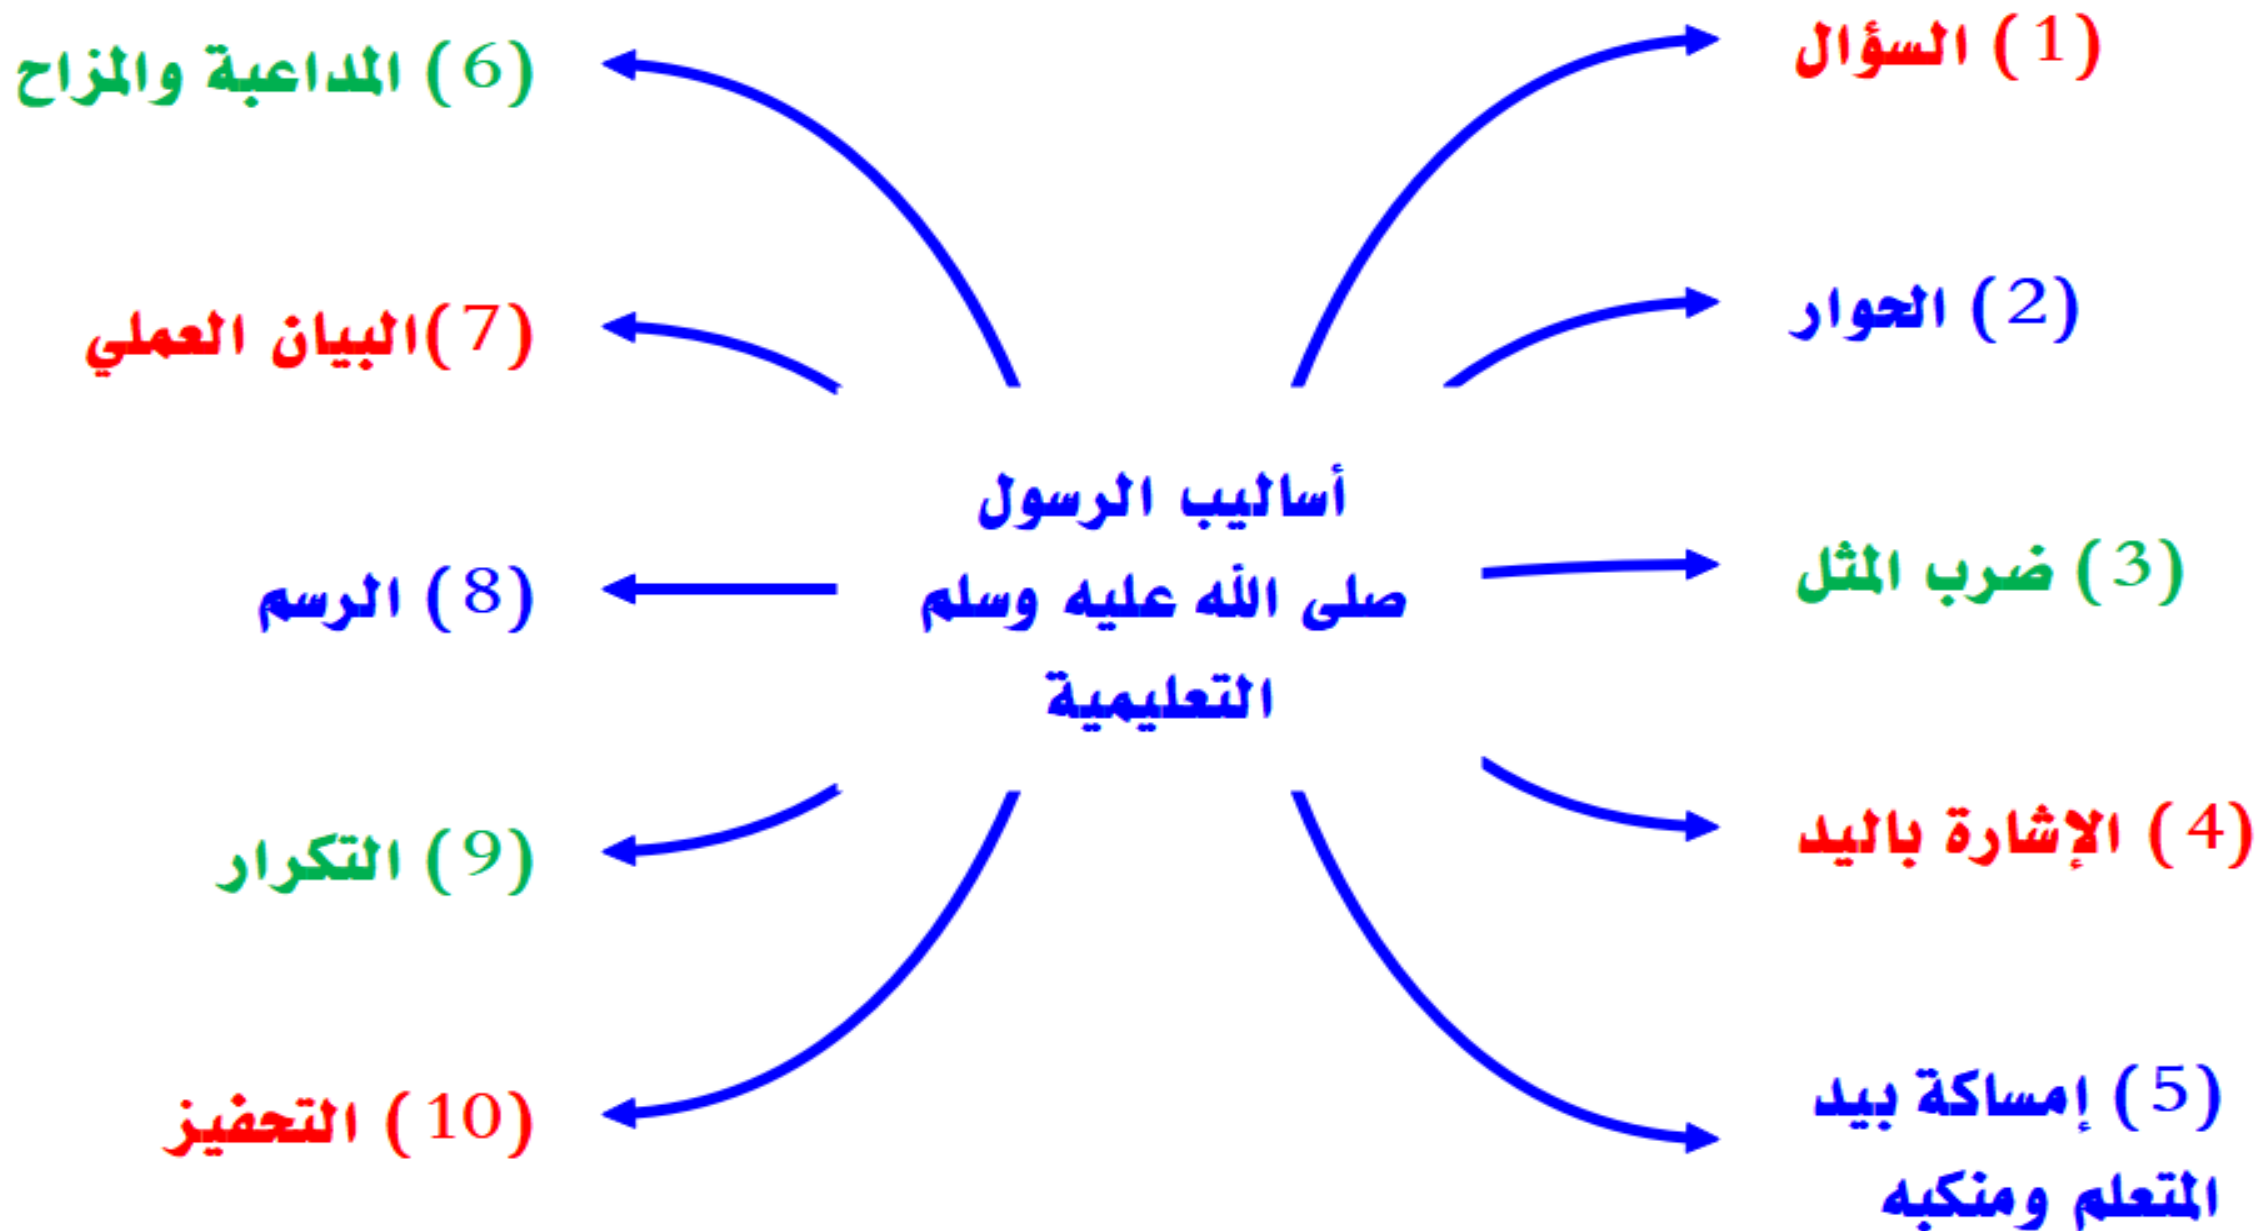 أساليب الرسول
صلى الله عليه وسلم
التعليمية
(1) السؤال
(2) الحوار
(3) ضرب المثل
(4) الإشارة باليد
(5) إمساكة بيد
المتعلم ومنكبه
(6) المداعبة والمزاح
(7)البيان العملي
(8) الرسم
(9) التكرار
(10) التحفيز